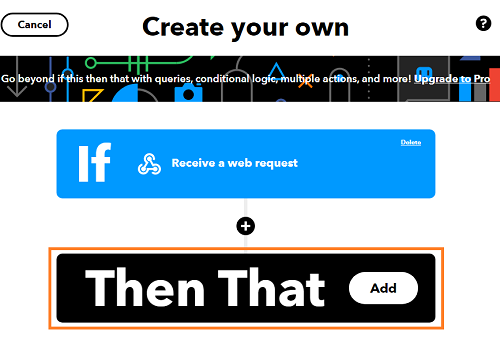 Cancel
Create your own
?
Go beyond if this then that with queries, conditional logic, multiple actions, and more! Upgrade to Pro
If
Receive a web request
Delete
+
Then That
Add